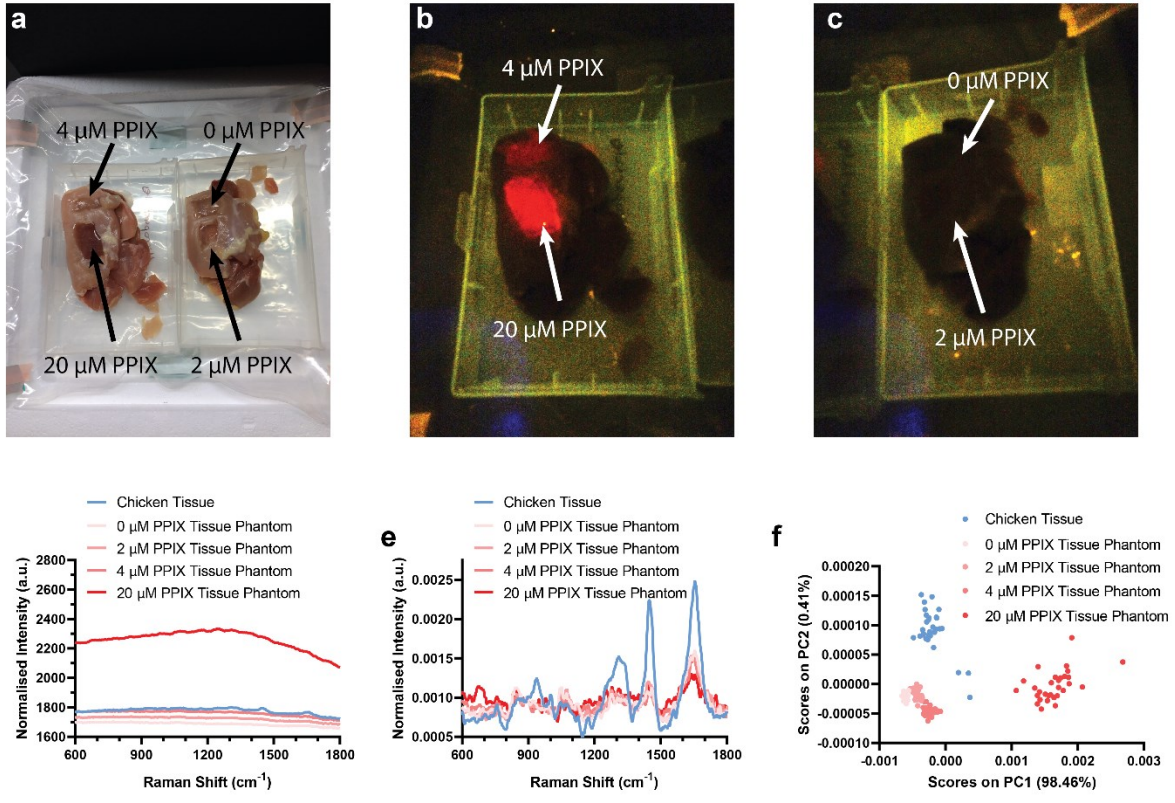 a
4 µM PPIX
0 µM PPIX
20 µM PPIX
2 µM PPIX
b
4 µM PPIX
20 µM PPIX
c
0 µM PPIX
2 µM PPIX
Chicken Tissue
0 µM PPIX Tissue Phantom
2 µM PPIX Tissue Phantom
4 µM PPIX Tissue Phantom
20 µM PPIX Tissue Phantom
Normalised Intensity (a.u.)
2800
2600
2400
2200
2000
1800
1600
600
900
1200
1500
1800
Raman Shift (cm⁻¹)
e
Chicken Tissue
0 µM PPIX Tissue Phantom
2 µM PPIX Tissue Phantom
4 µM PPIX Tissue Phantom
20 µM PPIX Tissue Phantom
Normalised Intensity (a.u.)
0.0025
0.0020
0.0015
0.0010
0.0005
600
900
1200
1500
1800
Raman Shift (cm⁻¹)
f
Chicken Tissue
0 µM PPIX Tissue Phantom
2 µM PPIX Tissue Phantom
4 µM PPIX Tissue Phantom
20 µM PPIX Tissue Phantom
Scores on PC2 (0.41%)
0.00020
0.00015
0.00010
0.00005
0.00000
-0.00005
-0.00010
-0.001
0.000
0.001
0.002
0.003
Scores on PC1 (98.46%)